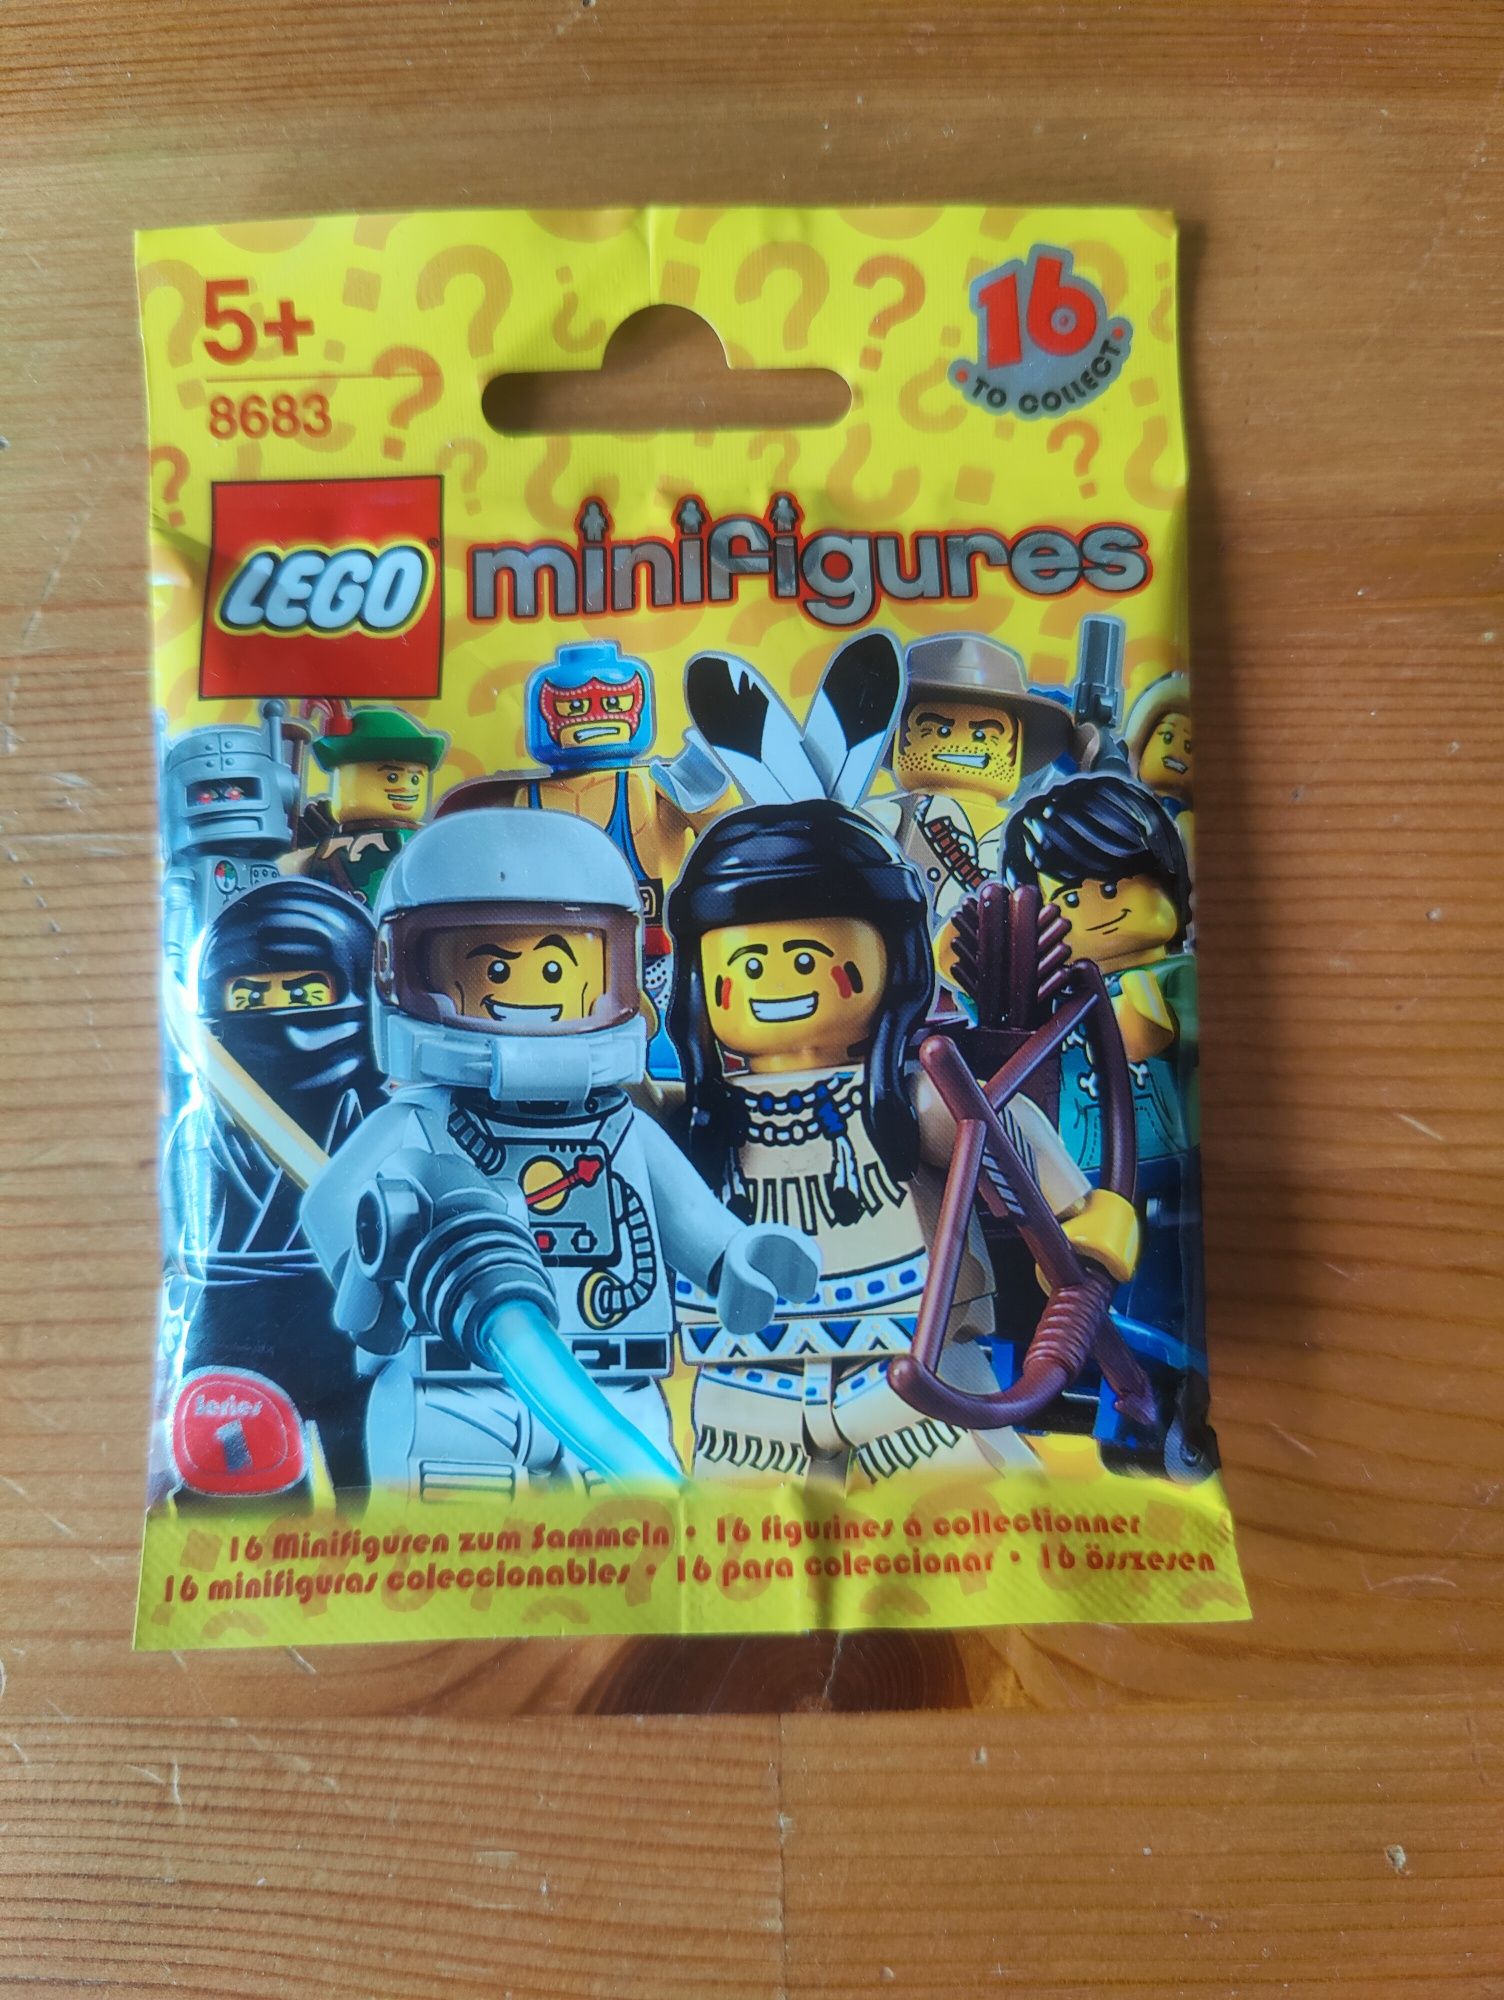 5+
8683
16
TO COLLECT
LEGO®
minifigures
Series
1
16 Minifiguren zum Sammeln • 16 figurines à collectionner
16 minifiguras coleccionables • 16 para coleccionar • 16 összesen